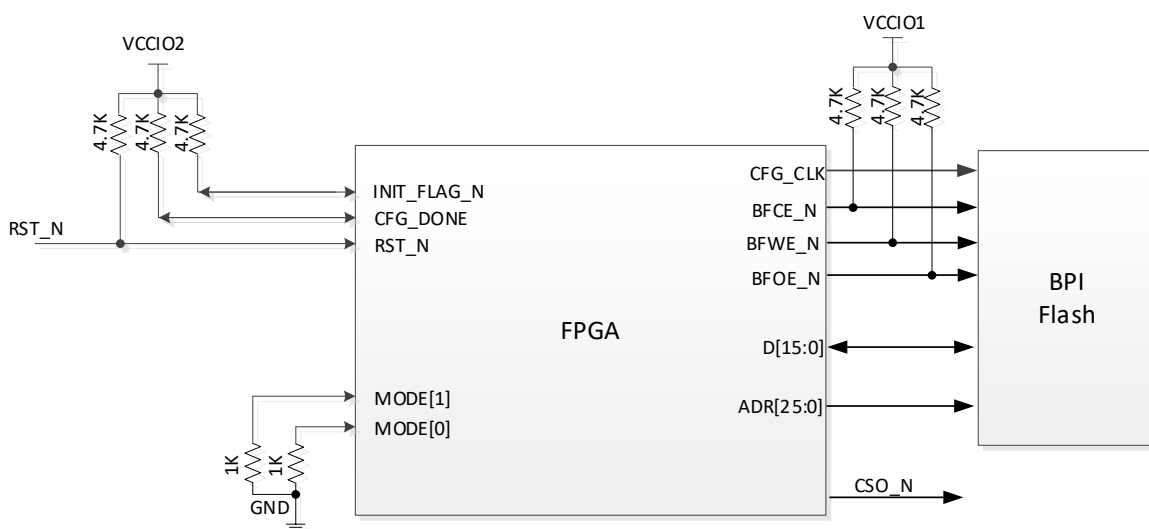 VCCIO2
VCCIO1
4.7K
4.7K
4.7K
4.7K
4.7K
4.7K
INIT_FLAG_N
CFG_DONE
RST_N
RST_N
CFG_CLK
BFCE_N
BFWE_N
BFOE_N
BPI
Flash
FPGA
D[15:0]
MODE[1]
MODE[0]
ADR[25:0]
1K
1K
GND
CSO_N